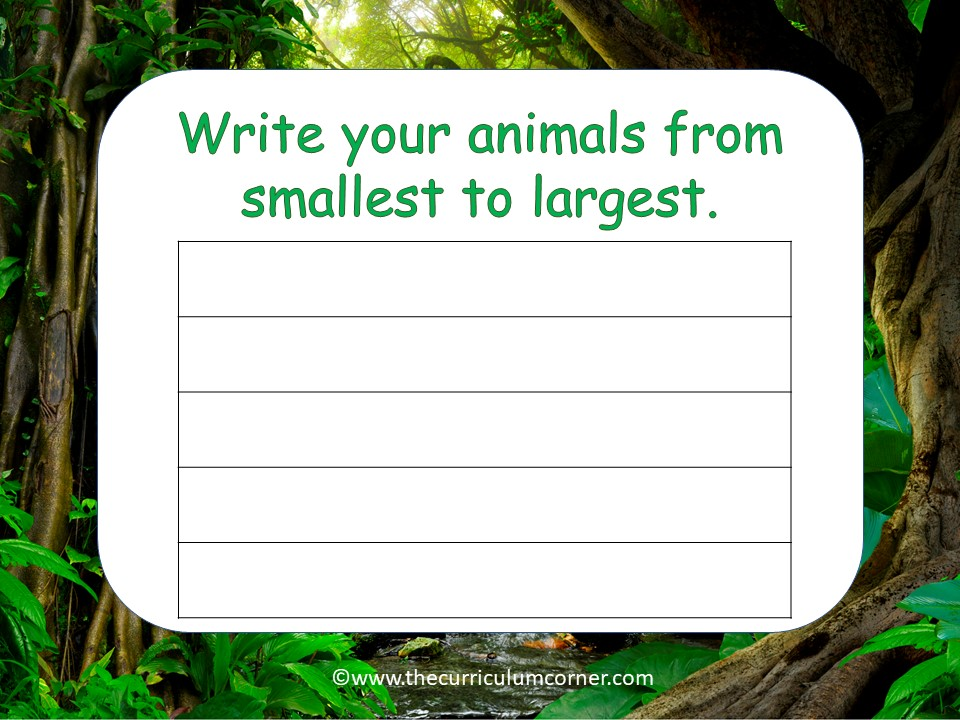 Write your animals from
smallest to largest.
©www.thecurriculumcorner.com